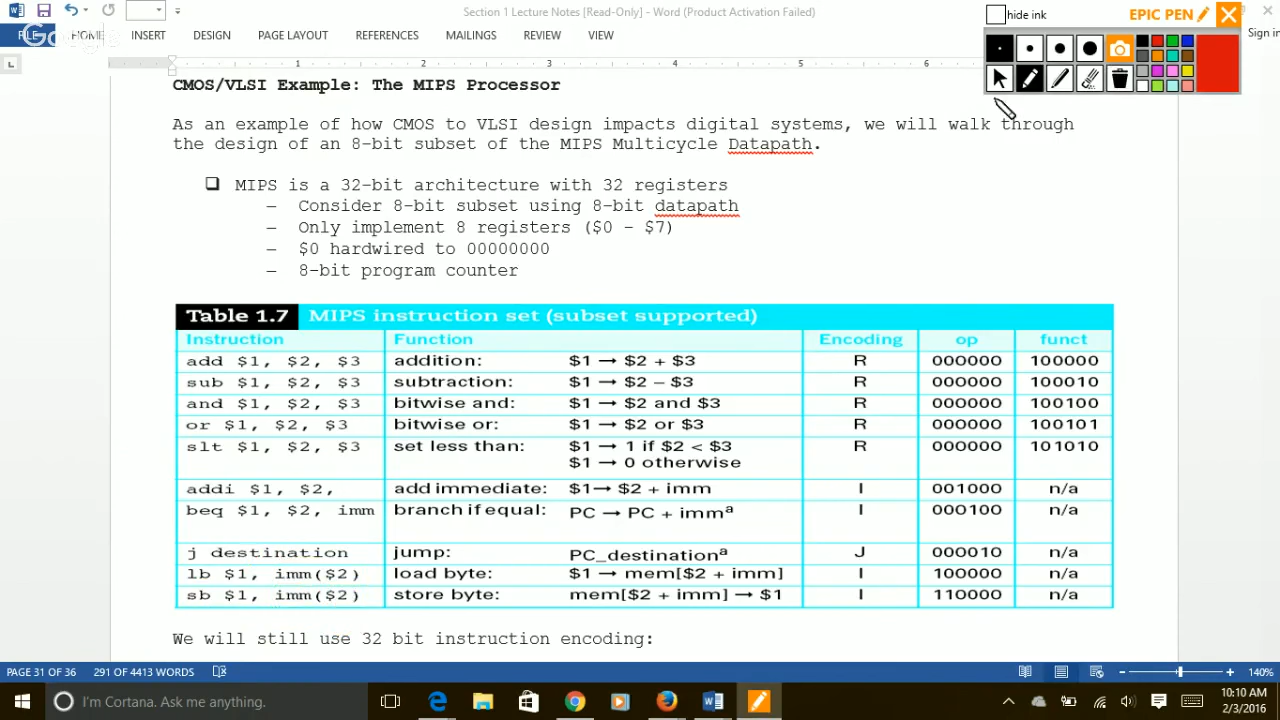 Section 1 Lecture Notes [Read-Only] - Word (Product Activation Failed)
hide ink
EPIC PEN
Sign in
FILE HOME INSERT DESIGN PAGE LAYOUT REFERENCES MAILINGS REVIEW VIEW
Google
1 2 3 4 5 6
CMOS/VLSI Example: The MIPS Processor
As an example of how CMOS to VLSI design impacts digital systems, we will walk through
the design of an 8-bit subset of the MIPS Multicycle Datapath.
❑ MIPS is a 32-bit architecture with 32 registers
– Consider 8-bit subset using 8-bit datapath
– Only implement 8 registers ($0 - $7)
– $0 hardwired to 00000000
– 8-bit program counter
Table 1.7 MIPS instruction set (subset supported)
Instruction Function Encoding op funct
add $1, $2, $3 addition: $1 → $2 + $3 R 000000 100000
sub $1, $2, $3 subtraction: $1 → $2 – $3 R 000000 100010
and $1, $2, $3 bitwise and: $1 → $2 and $3 R 000000 100100
or $1, $2, $3 bitwise or: $1 → $2 or $3 R 000000 100101
slt $1, $2, $3 set less than: $1 → 1 if $2 < $3 R 000000 101010
$1 → 0 otherwise
addi $1, $2, add immediate: $1→ $2 + imm I 001000 n/a
beq $1, $2, imm branch if equal: PC → PC + immᵃ I 000100 n/a
j destination jump: PC_destinationᵃ J 000010 n/a
lb $1, imm($2) load byte: $1 → mem[$2 + imm] I 100000 n/a
sb $1, imm($2) store byte: mem[$2 + imm] → $1 I 110000 n/a
We will still use 32 bit instruction encoding:
PAGE 31 OF 36 291 OF 4413 WORDS 140%
I'm Cortana. Ask me anything.
10:10 AM
2/3/2016